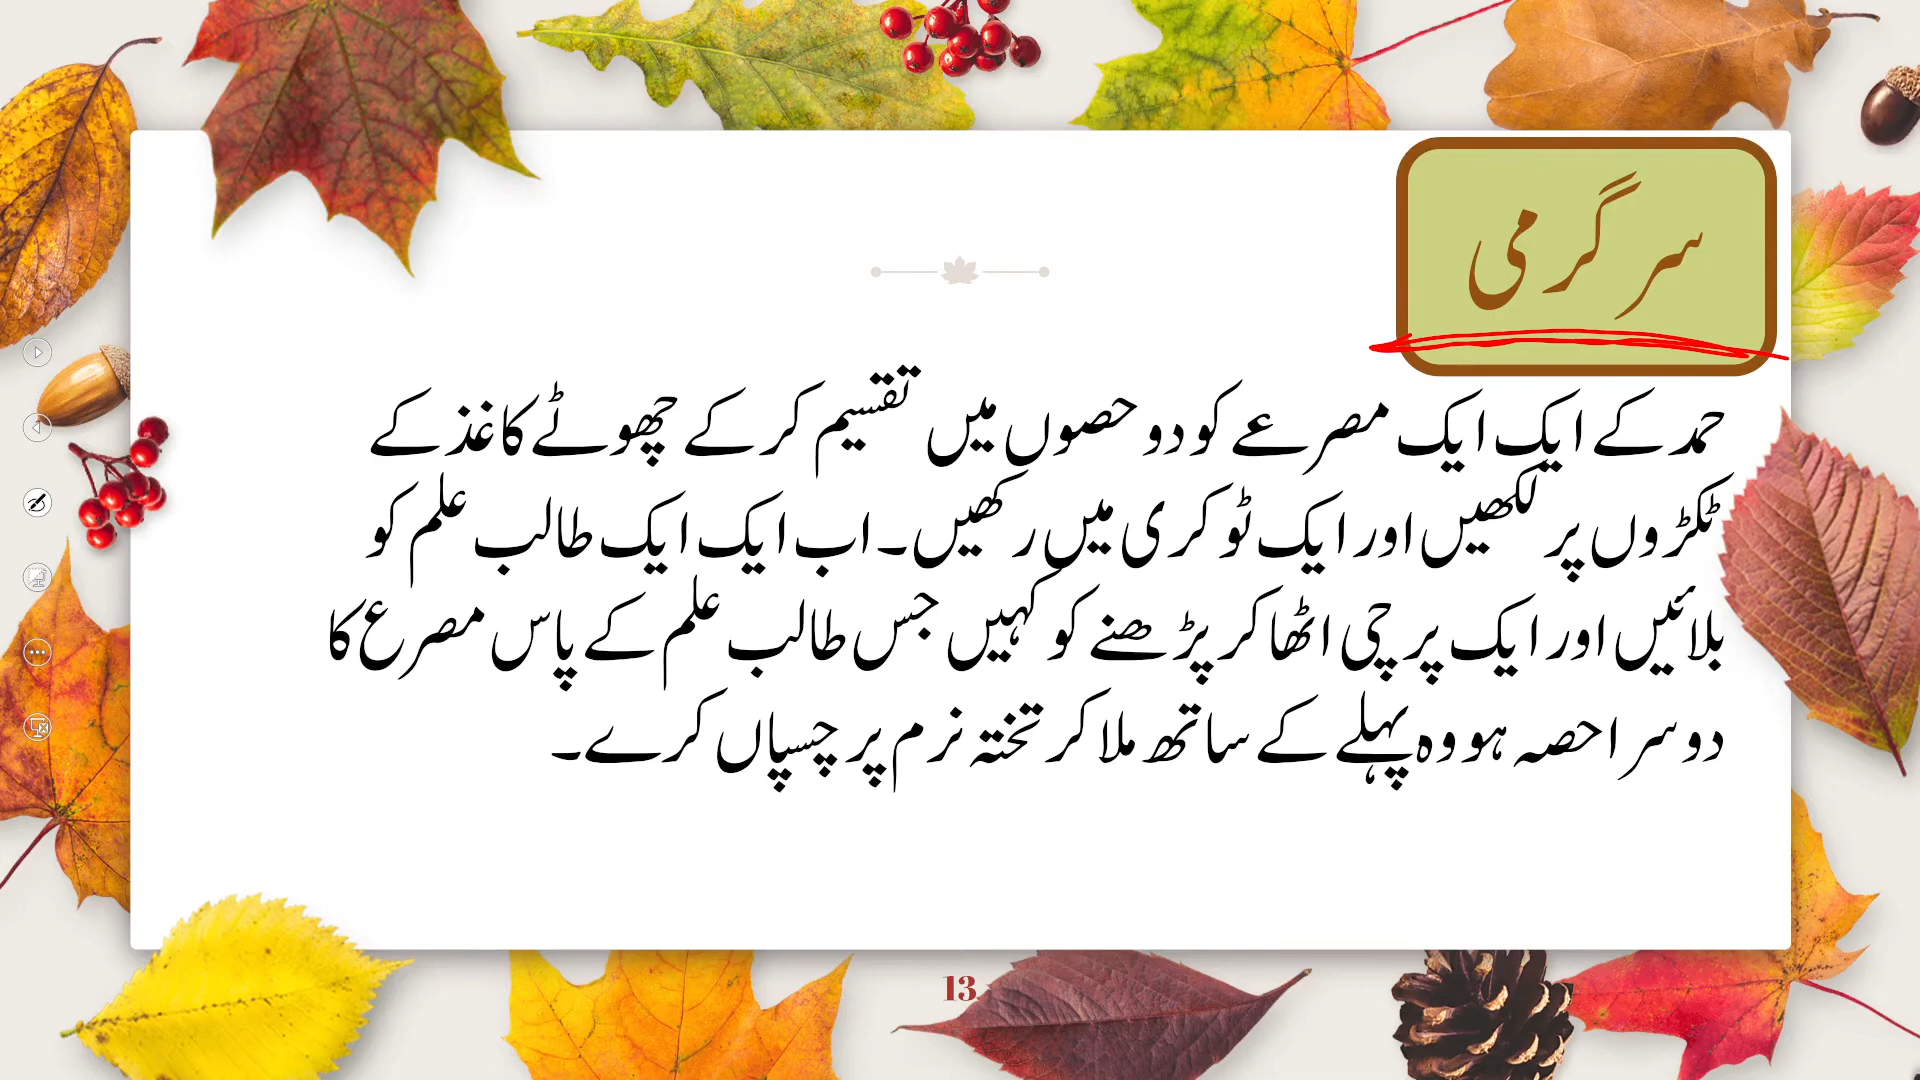 سرگرمی
حمد کے ایک ایک مصرعے کو دو حصوں میں تقسیم کر کے چھوٹے کاغذ کے
ٹکڑوں پر لکھیں اور ایک ٹوکری میں رکھیں۔ اب ایک ایک طالب علم کو
بلائیں اور ایک پرچی اٹھا کر پڑھنے کو کہیں جس طالب علم کے پاس مصرع کا
دوسرا حصہ ہو وہ پہلے کے ساتھ ملا کر تختہ نرم پر چسپاں کرے۔
13